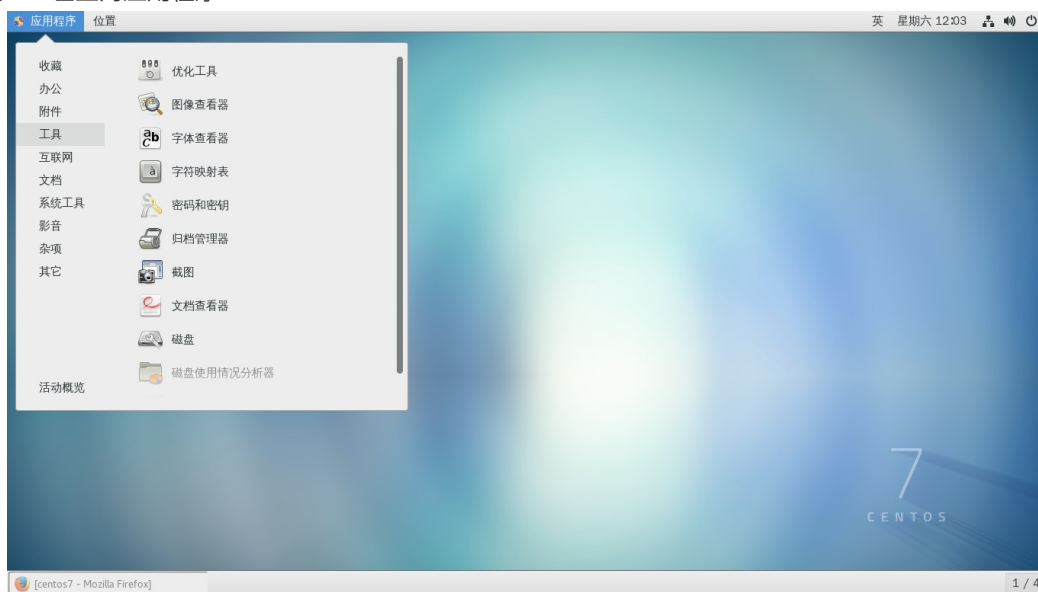 应用程序 位置 英 星期六 12:03
收藏
办公
附件
工具
互联网
文档
系统工具
影音
杂项
其它
活动概览
优化工具
图像查看器
字体查看器
字符映射表
密码和密钥
归档管理器
截图
文档查看器
磁盘
磁盘使用情况分析器
7
CENTOS
[centos7 - Mozilla Firefox] 1 / 4